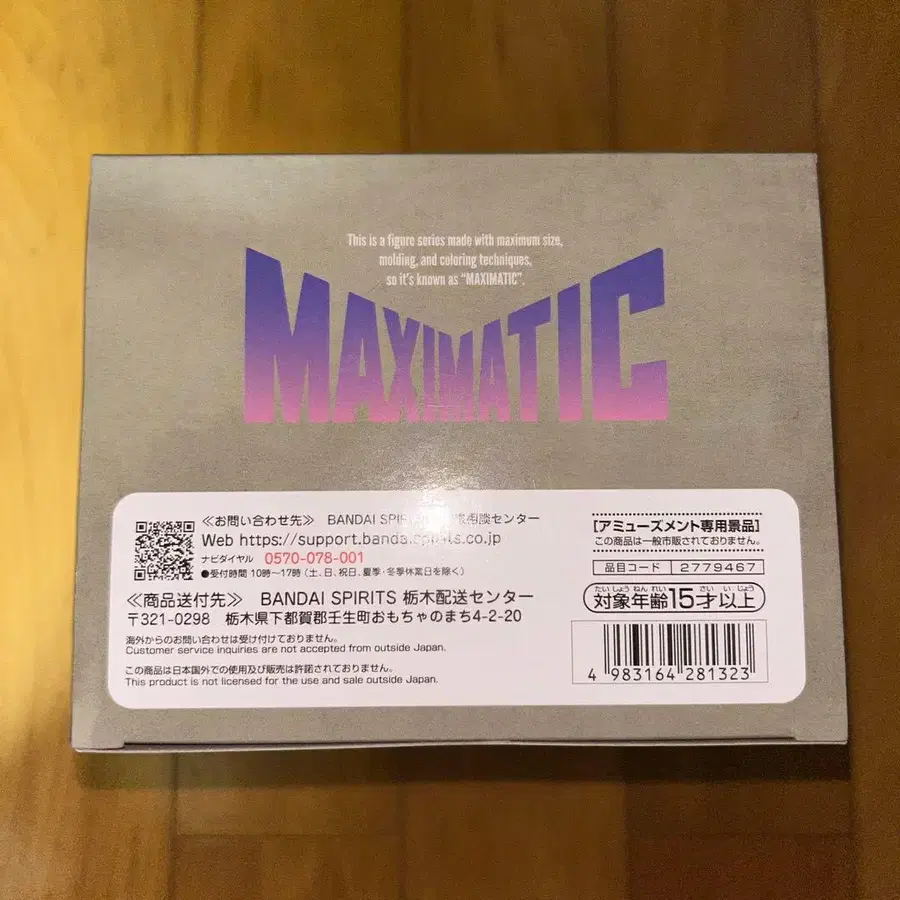 This is a figure series made with maximum size,
molding, and coloring techniques,
so it's known as "MAXIMATIC".
MAXIMATIC
≪お問い合わせ先≫ BANDAI SPIRITS 相談センター
Web https://support.bandaispirits.co.jp
ナビダイヤル 0570-078-001
●受付時間 10時〜17時(土、日、祝日、夏季・冬季休業日を除く)
≪商品送付先≫ BANDAI SPIRITS 栃木配送センター
〒321-0298 栃木県下都賀郡壬生町おもちゃのまち4-2-20
海外からのお問い合わせは受け付けておりません。
Customer service inquiries are not accepted from outside Japan.
この商品は日本国外での使用及び販売は許諾されておりません。
This product is not licensed for the use and sale outside Japan.
[アミューズメント専用景品]
この商品は一般市販されておりません。
品目コード 2779467
たいしょうねんれい さい いじょう
対象年齢15才以上
4 983164 281323